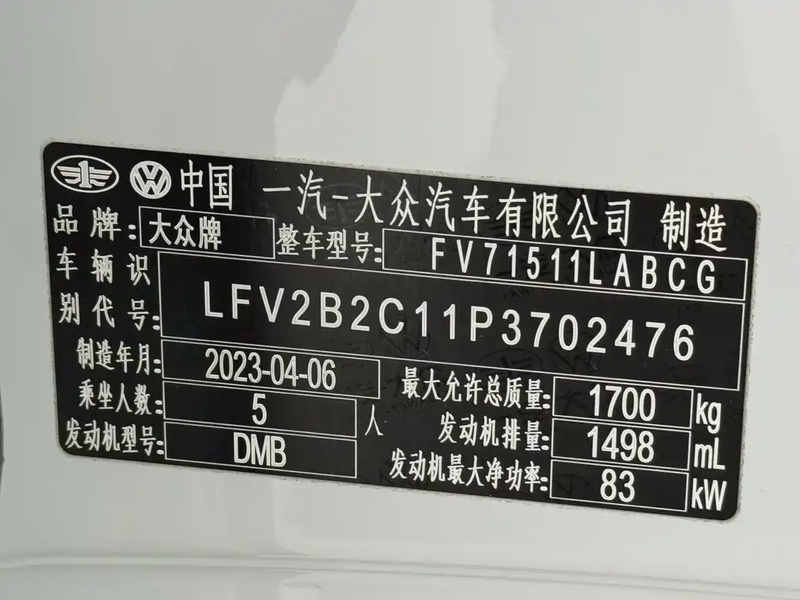 中国 一汽-大众汽车有限公司 制造
品牌: 大众牌 整车型号: FV71511LABCG
车辆识别代号: LFV2B2C11P3702476
制造年月: 2023-04-06 最大允许总质量: 1700 kg
乘坐人数: 5 人 发动机排量: 1498 mL
发动机型号: DMB 发动机最大净功率: 83 kW